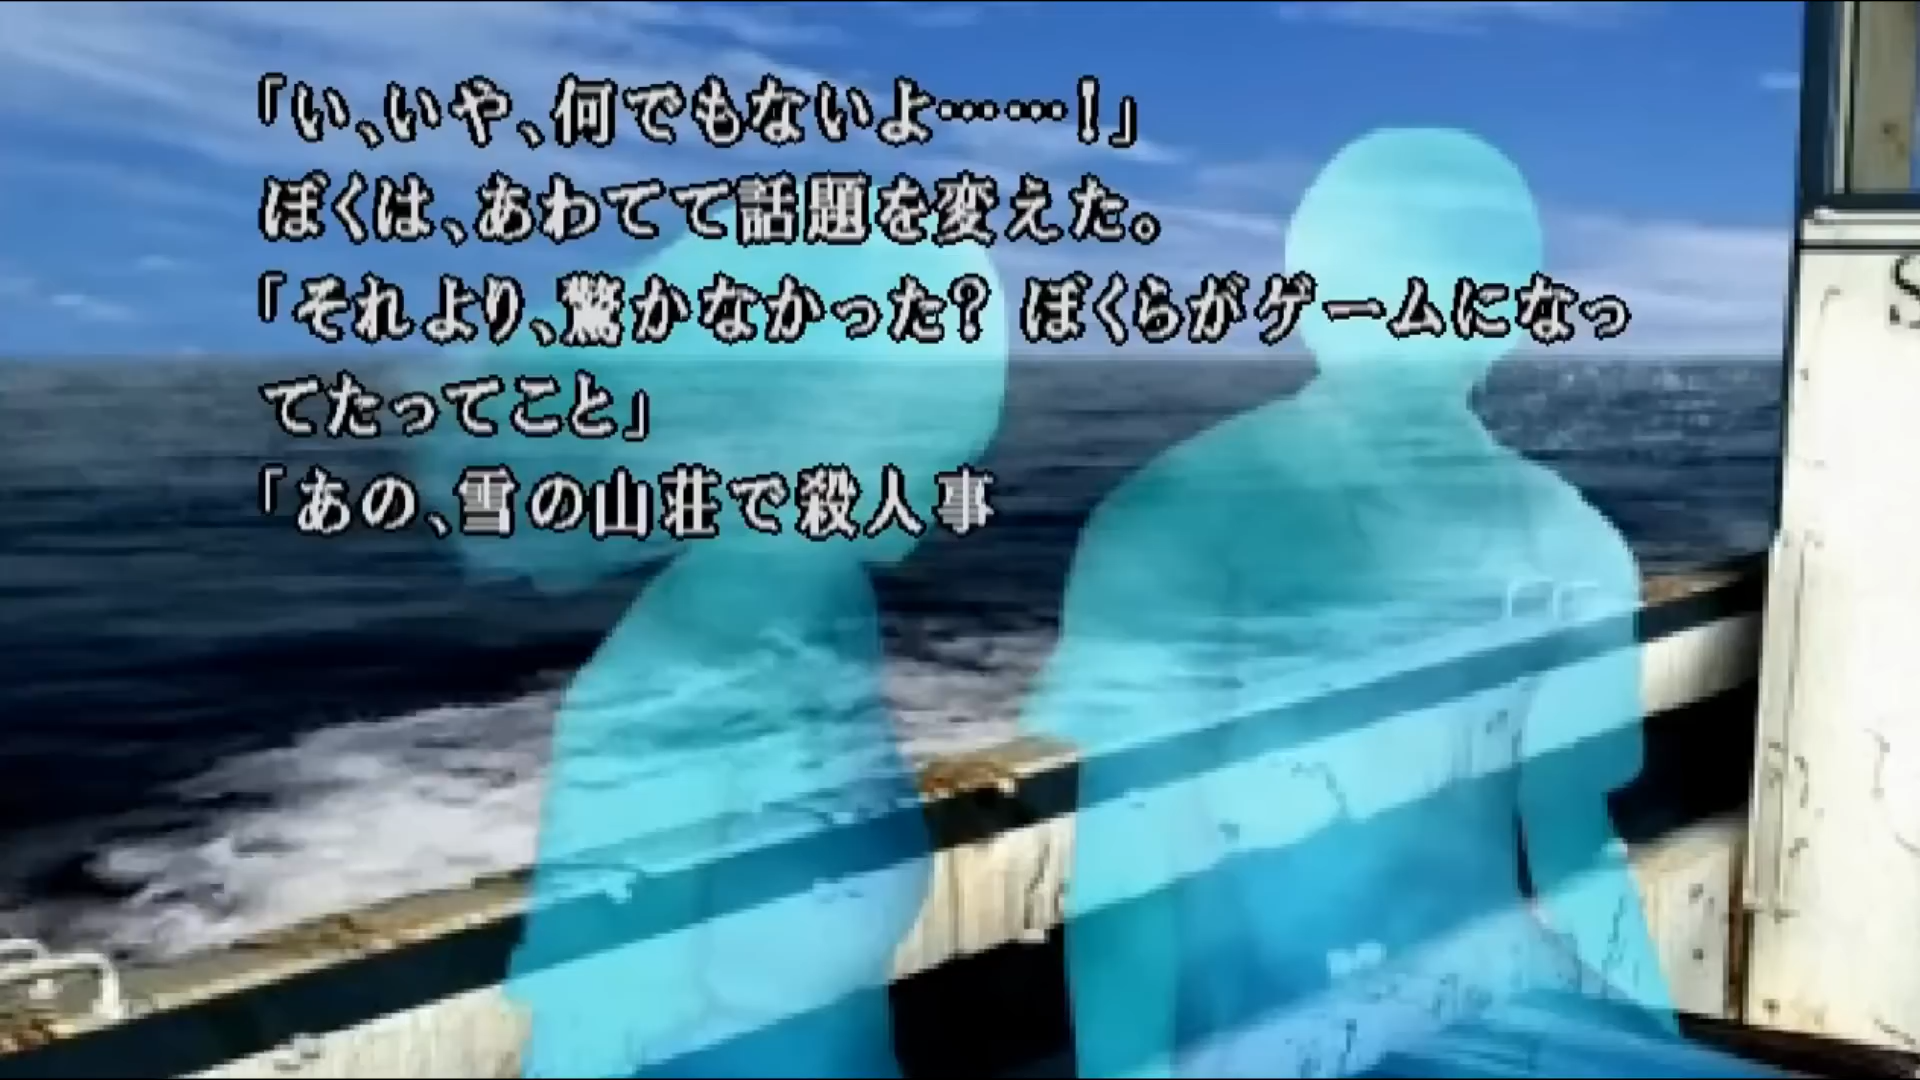 「い、いや、何でもないよ……！」
ぼくは、あわてて話題を変えた。
「それより、驚かなかった？ ぼくらがゲームになっ
てたってこと」
「あの、雪の山荘で殺人事